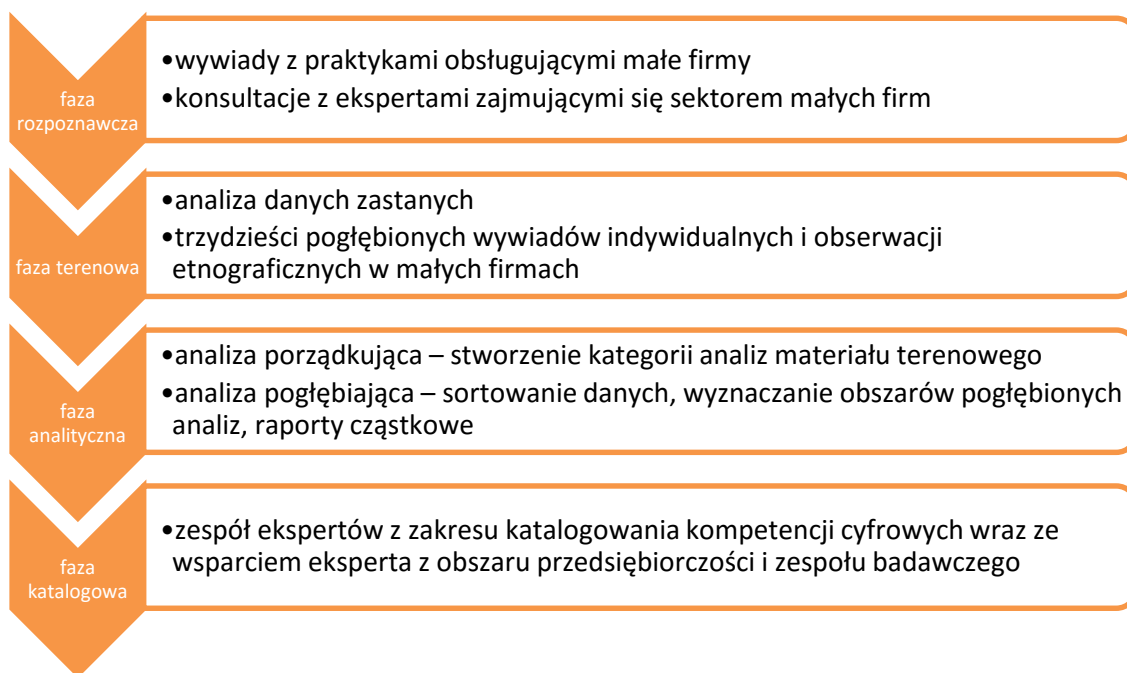 faza
rozpoznawcza
•wywiady z praktykami obsługującymi małe firmy
•konsultacje z ekspertami zajmującymi się sektorem małych firm
faza terenowa
•analiza danych zastanych
•trzydzieści pogłębionych wywiadów indywidualnych i obserwacji
etnograficznych w małych firmach
faza
analityczna
•analiza porządkująca – stworzenie kategorii analiz materiału terenowego
•analiza pogłębiająca – sortowanie danych, wyznaczanie obszarów pogłębionych
analiz, raporty cząstkowe
faza
katalogowa
•zespół ekspertów z zakresu katalogowania kompetencji cyfrowych wraz ze
wsparciem eksperta z obszaru przedsiębiorczości i zespołu badawczego